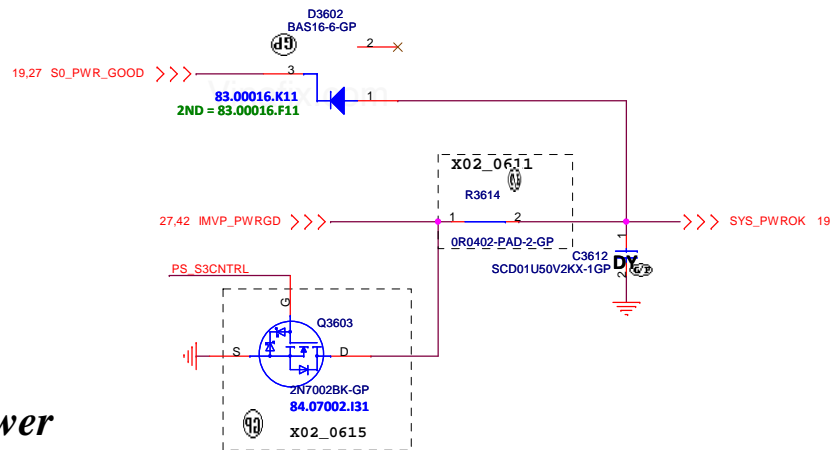 D3602
BAS16-6-GP
2
19,27 S0_PWR_GOOD
3
83.00016.K11
2ND = 83.00016.F11
1
X02_0611
R3614
27,42 IMVP_PWRGD
1
2
SYS_PWROK 19
0R0402-PAD-2-GP
1
C3612
DY
SCD01U50V2KX-1GP
2
PS_S3CNTRL
G
Q3603
S
D
2N7002BK-GP
84.07002.I31
GP
X02_0615
wer